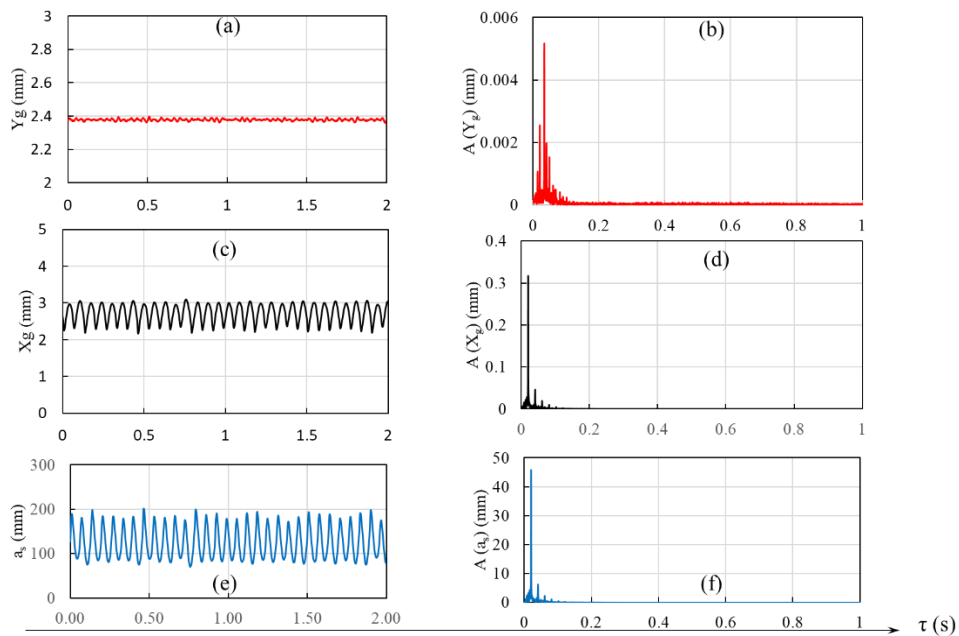 (a)
Yg (mm)
3
2.8
2.6
2.4
2.2
2
0 0.5 1 1.5 2
(b)
A (Yg) (mm)
0.006
0.004
0.002
0
0 0.2 0.4 0.6 0.8 1
(c)
Xg (mm)
5
4
3
2
1
0
0 0.5 1 1.5 2
(d)
A (Xg) (mm)
0.4
0.3
0.2
0.1
0
0 0.2 0.4 0.6 0.8 1
(e)
as (mm)
300
200
100
0
0.00 0.50 1.00 1.50 2.00
(f)
A (as) (mm)
50
40
30
20
10
0
0 0.2 0.4 0.6 0.8 1
τ (s)